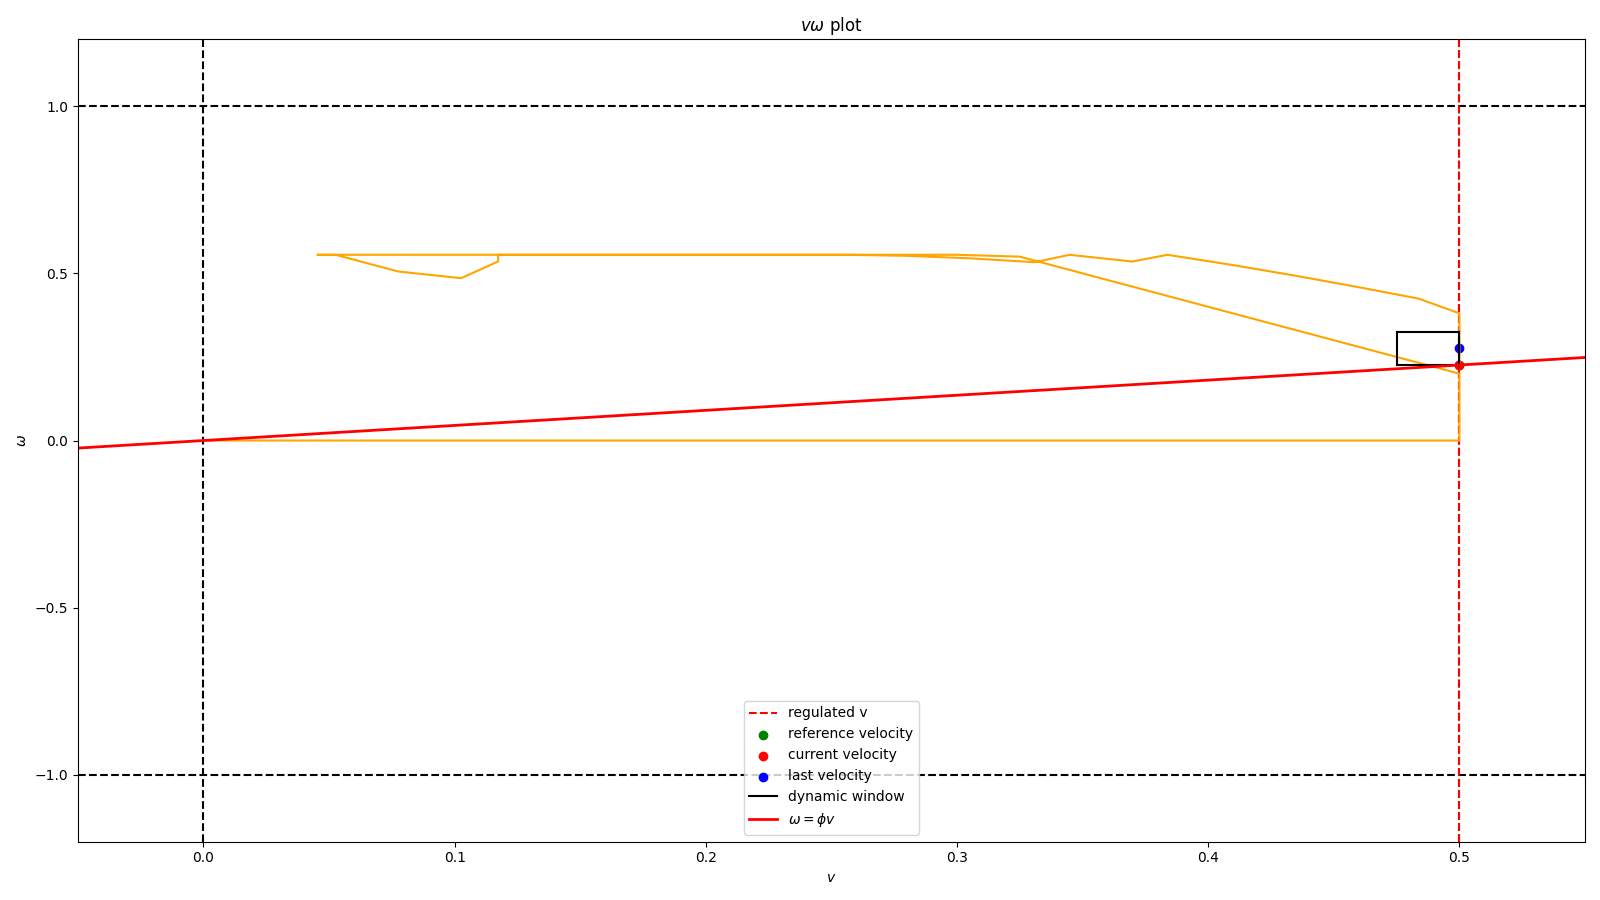 vω plot
1.0
0.5
0.0
−0.5
−1.0
ω
0.0 0.1 0.2 0.3 0.4 0.5
v
regulated v
reference velocity
current velocity
last velocity
dynamic window
ω = ϕv